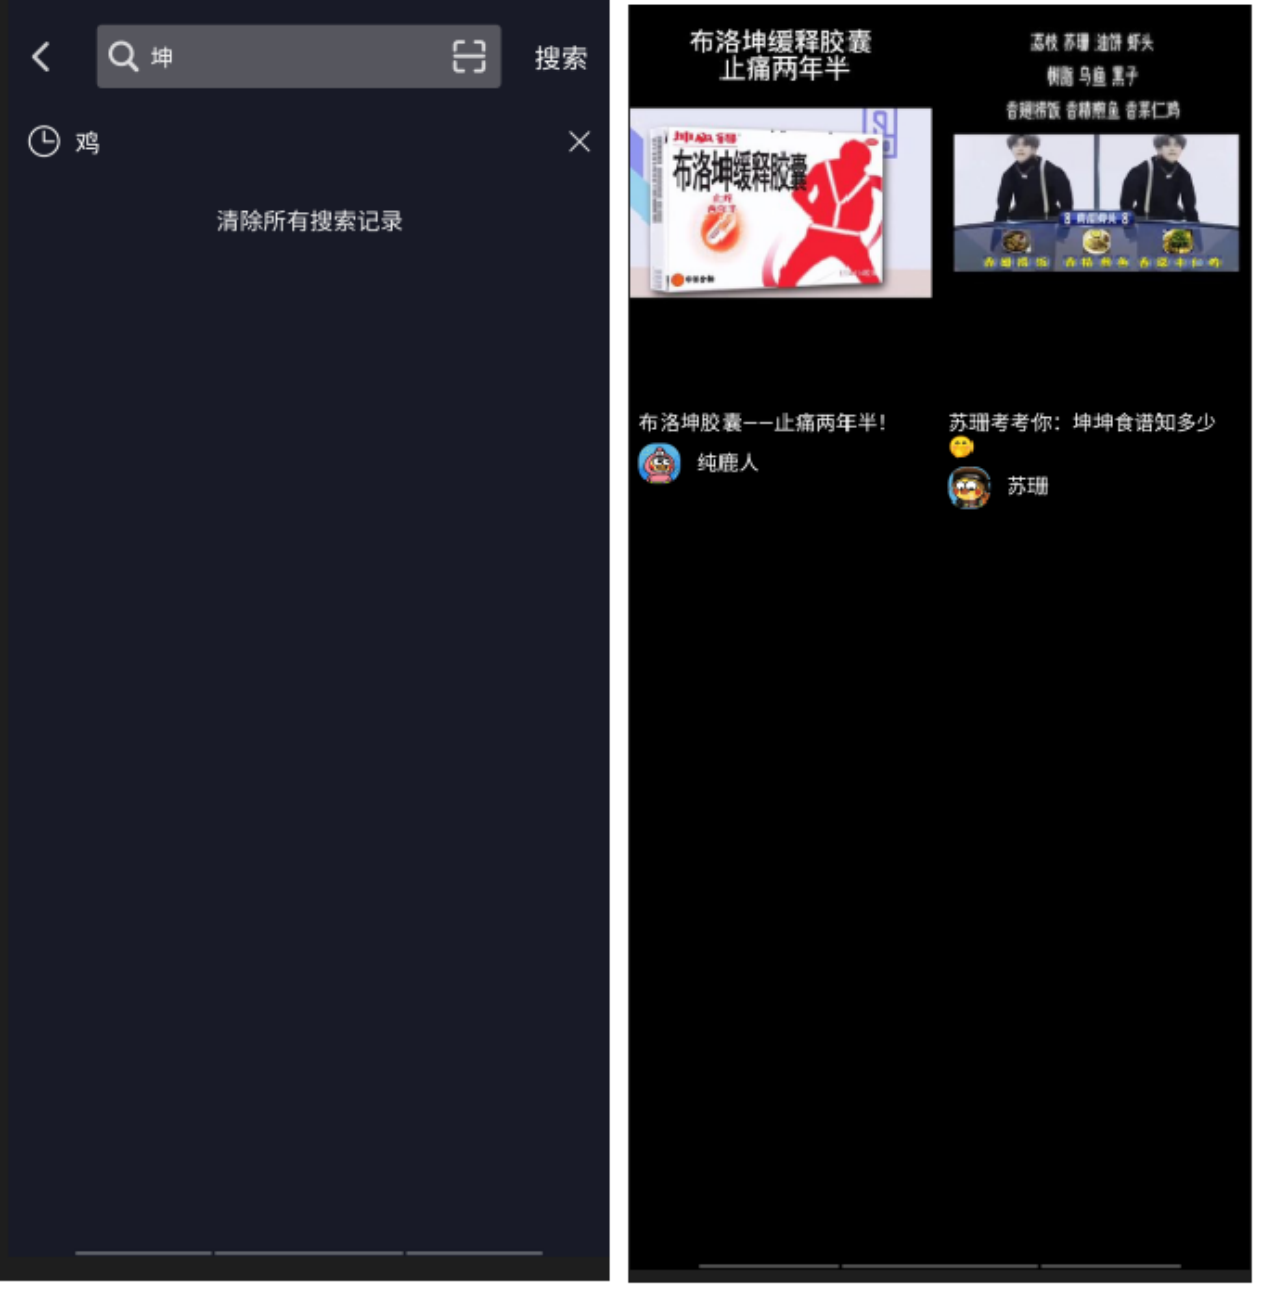 坤
搜索
鸡
清除所有搜索记录
布洛坤缓释胶囊
止痛两年半
布洛坤缓释胶囊
荔枝 苏珊 油饼 虾头
树脂 乌鱼 黑子
香翅捞饭 香精煎鱼 香菜仁鸡
布洛坤胶囊——止痛两年半！
纯鹿人
苏珊考考你：坤坤食谱知多少
苏珊